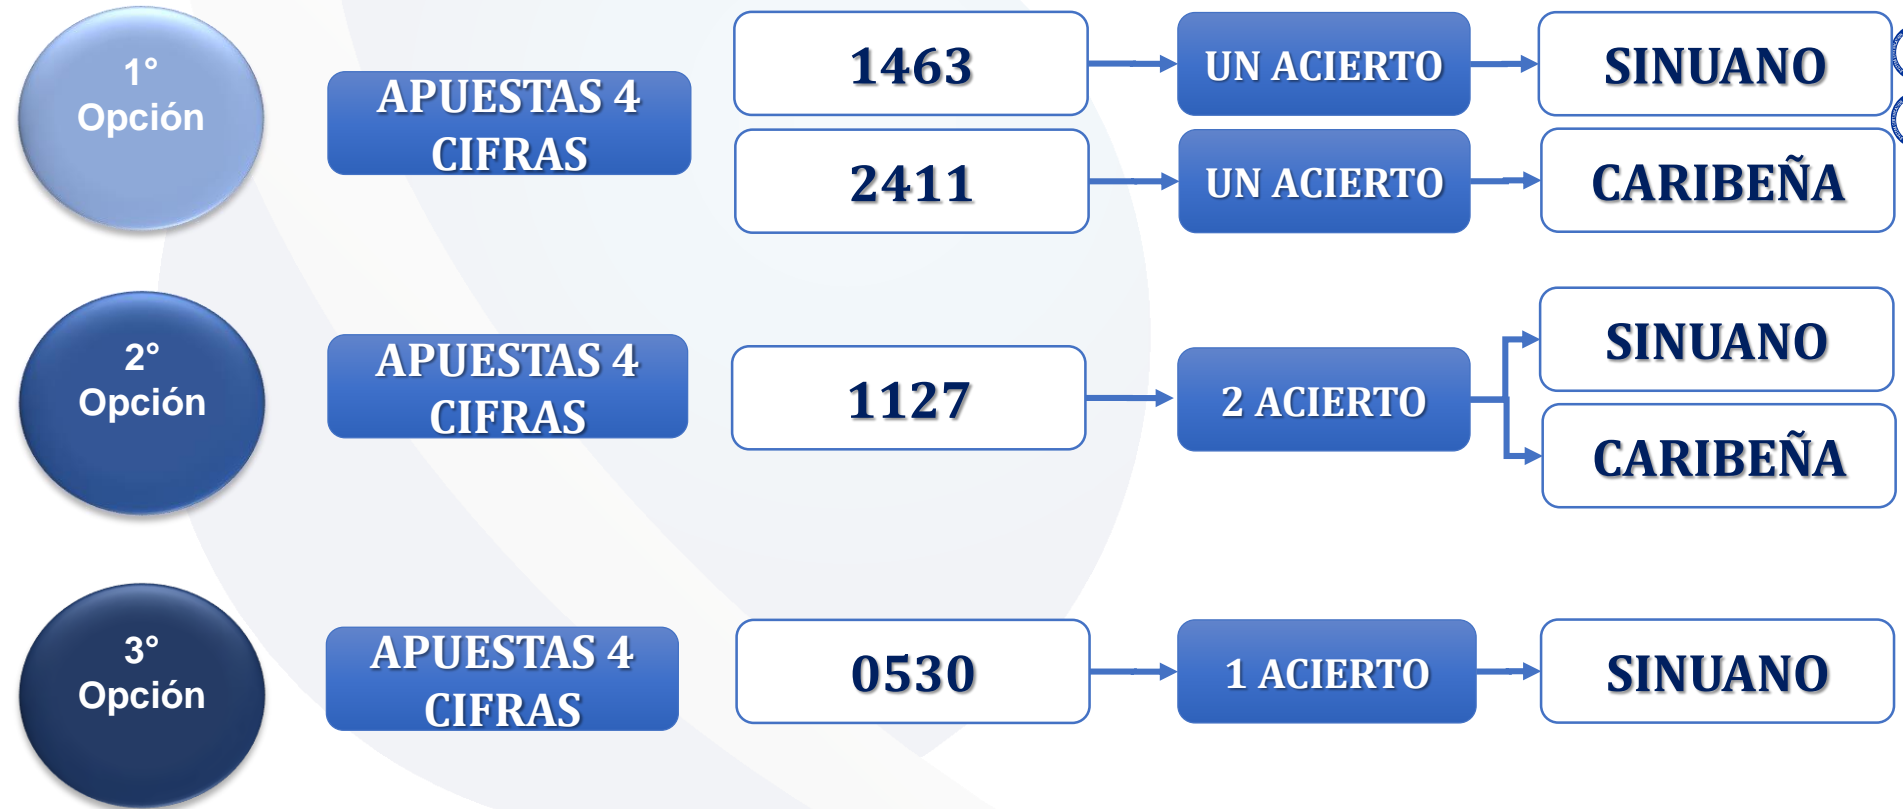 1°
Opción
APUESTAS 4
CIFRAS
1463
UN ACIERTO
SINUANO
2411
UN ACIERTO
CARIBEÑA
2°
Opción
APUESTAS 4
CIFRAS
1127
2 ACIERTO
SINUANO
CARIBEÑA
3°
Opción
APUESTAS 4
CIFRAS
0530
1 ACIERTO
SINUANO